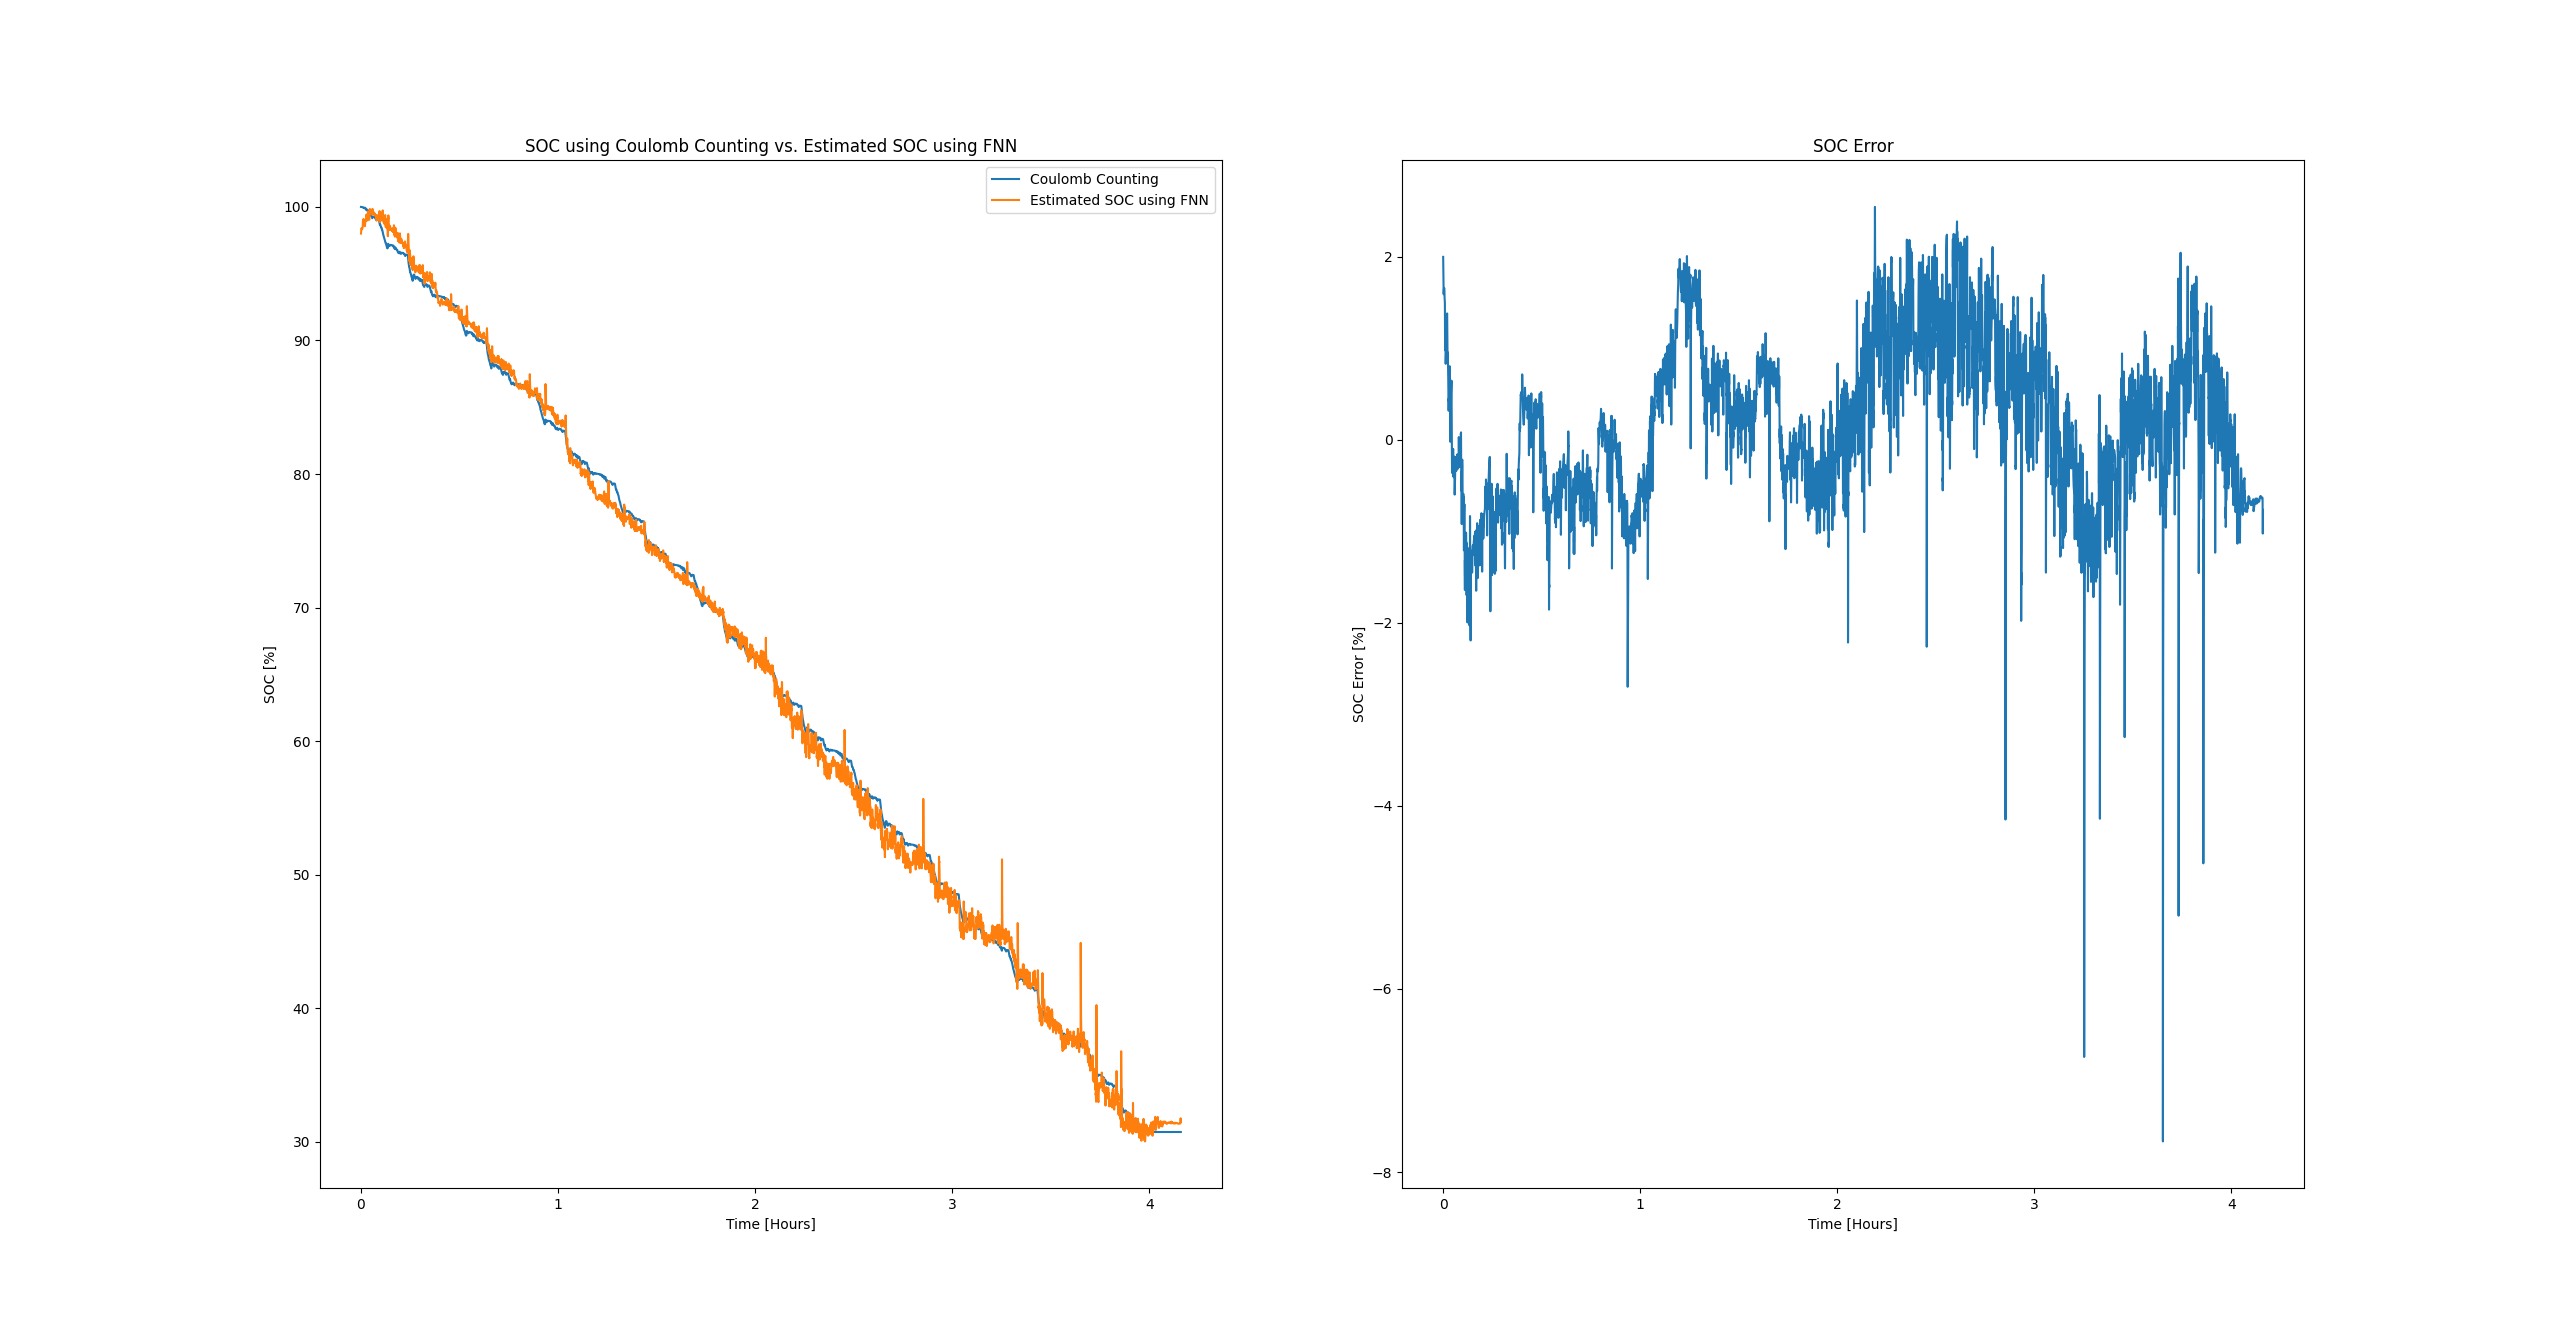 SOC using Coulomb Counting vs. Estimated SOC using FNN
Coulomb Counting
Estimated SOC using FNN
100
90
80
70
60
50
40
30
SOC [%]
0 1 2 3 4
Time [Hours]
SOC Error
2
0
−2
−4
−6
−8
SOC Error [%]
0 1 2 3 4
Time [Hours]